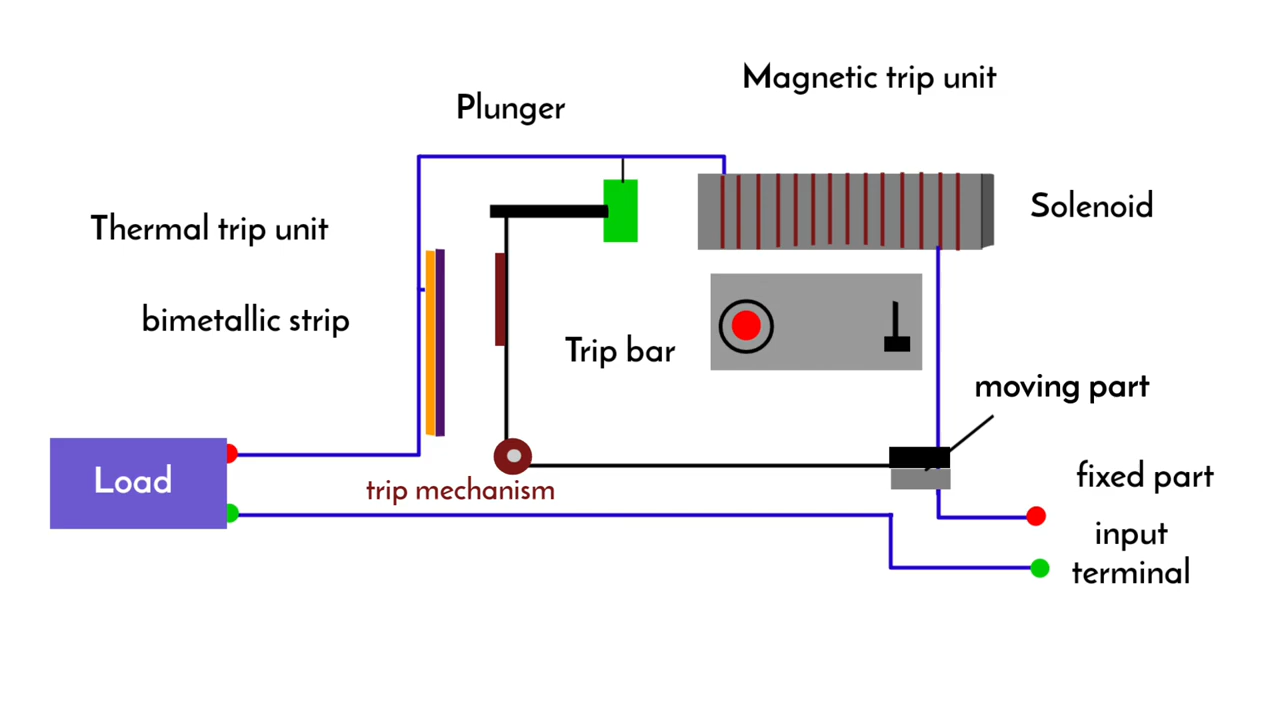 Magnetic trip unit
Plunger
Solenoid
Thermal trip unit
bimetallic strip
Trip bar
moving part
Load
fixed part
trip mechanism
input
terminal